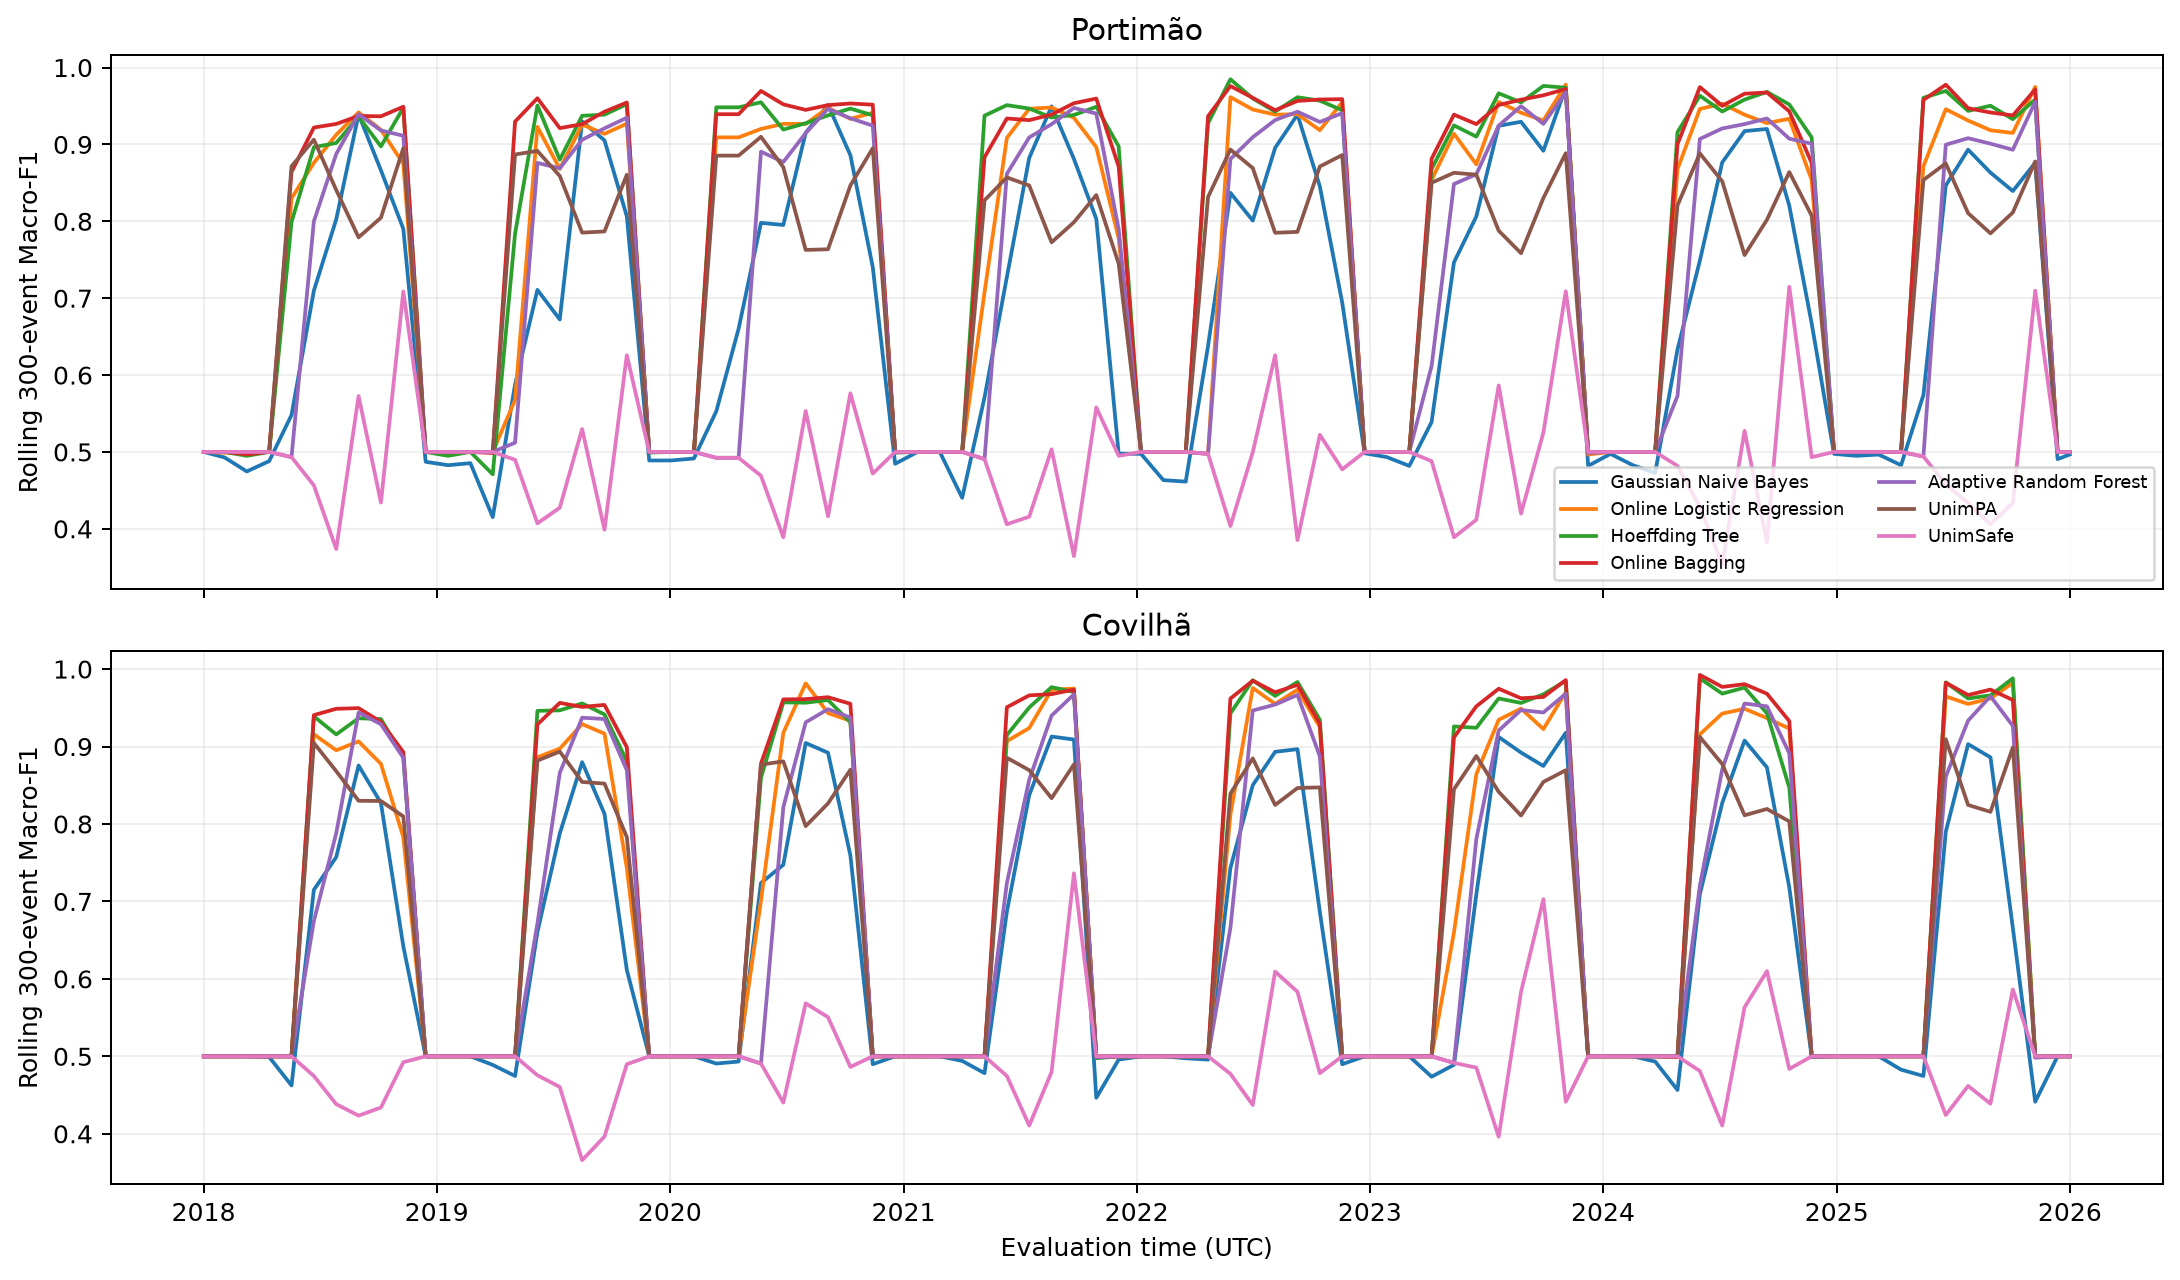 Portimão
1.0
0.9
0.8
0.7
0.6
0.5
0.4
Rolling 300-event Macro-F1
Gaussian Naive Bayes
Online Logistic Regression
Hoeffding Tree
Online Bagging
Adaptive Random Forest
UnimPA
UnimSafe
Covilhã
1.0
0.9
0.8
0.7
0.6
0.5
0.4
Rolling 300-event Macro-F1
2018 2019 2020 2021 2022 2023 2024 2025 2026
Evaluation time (UTC)